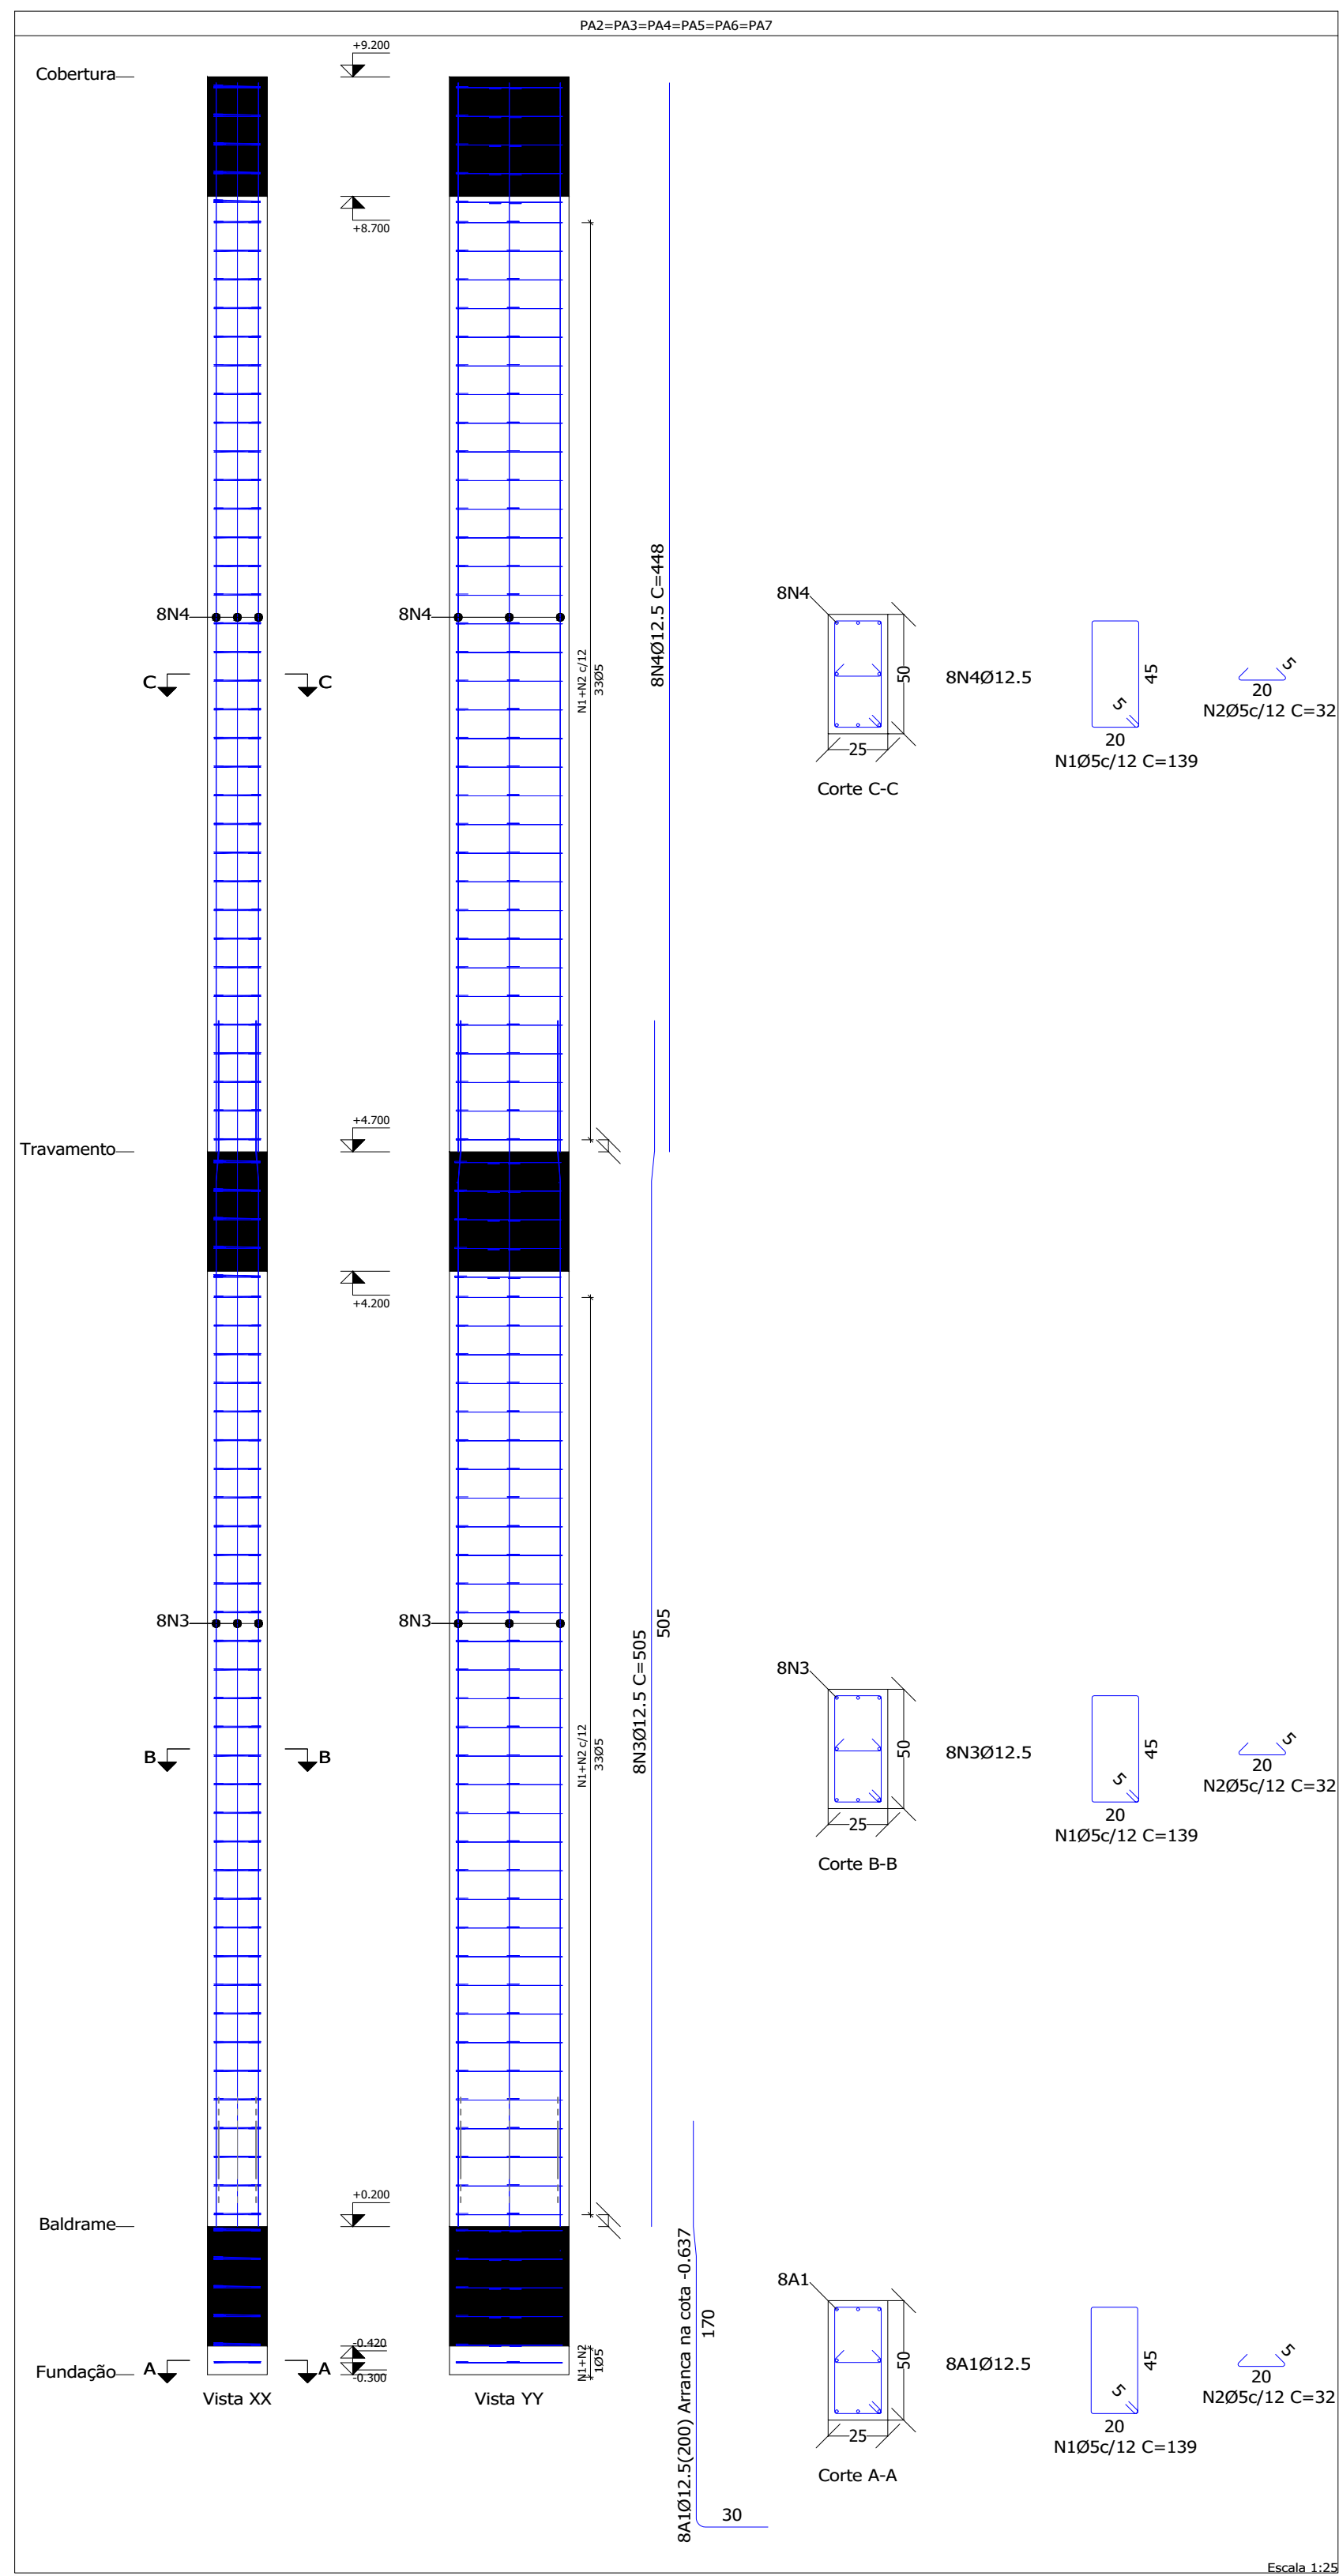 PA2=PA3=PA4=PA5=PA6=PA7
Cobertura
+9.200
+8.700
8N4
8N4
C
C
N1+N2 c/12
33Ø5
8N4Ø12.5 C=448
8N4
50
25
Corte C-C
8N4Ø12.5
45
5
20
N1Ø5c/12 C=139
5
20
N2Ø5c/12 C=32
Travamento
+4.700
+4.200
8N3
8N3
B
B
N1+N2 c/12
33Ø5
8N3Ø12.5 C=505
505
8N3
50
25
Corte B-B
8N3Ø12.5
45
5
20
N1Ø5c/12 C=139
5
20
N2Ø5c/12 C=32
Baldrame
+0.200
-0.420
-0.300
Fundação
A
A
N1+N2
1Ø5
Vista XX
Vista YY
8A1Ø12.5(200) Arranca na cota -0.637
170
30
8A1
50
25
Corte A-A
8A1Ø12.5
45
5
20
N1Ø5c/12 C=139
5
20
N2Ø5c/12 C=32
Escala 1:25